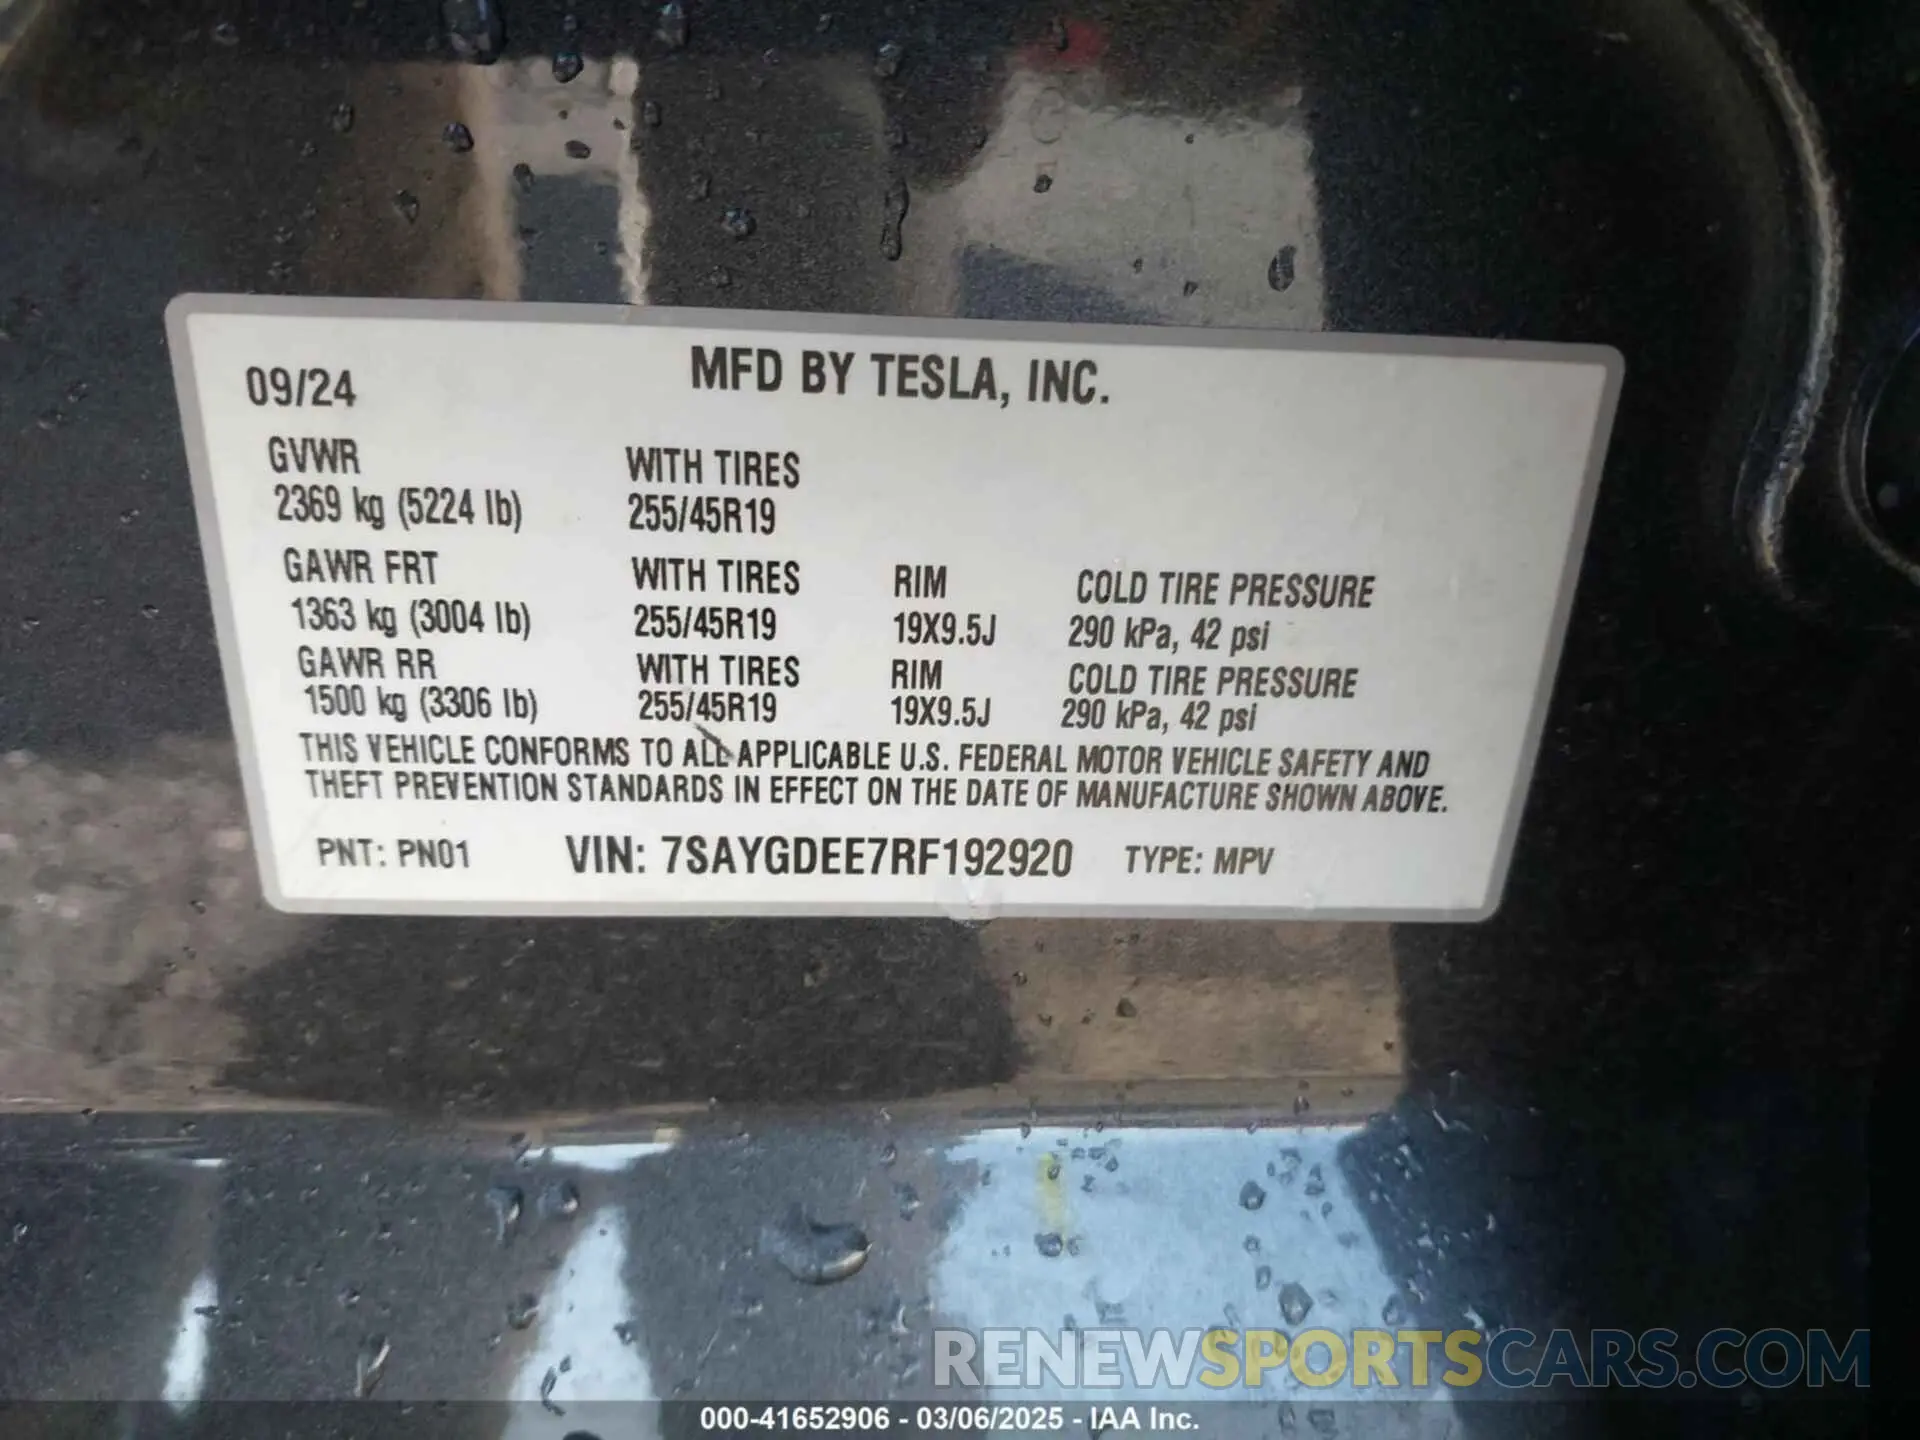 09/24 MFD BY TESLA, INC.
GVWR WITH TIRES
2369 kg (5224 lb) 255/45R19
GAWR FRT WITH TIRES RIM COLD TIRE PRESSURE
1363 kg (3004 lb) 255/45R19 19X9.5J 290 kPa, 42 psi
GAWR RR WITH TIRES RIM COLD TIRE PRESSURE
1500 kg (3306 lb) 255/45R19 19X9.5J 290 kPa, 42 psi
THIS VEHICLE CONFORMS TO ALL APPLICABLE U.S. FEDERAL MOTOR VEHICLE SAFETY AND
THEFT PREVENTION STANDARDS IN EFFECT ON THE DATE OF MANUFACTURE SHOWN ABOVE.
PNT: PN01 VIN: 7SAYGDEE7RF192920 TYPE: MPV
RENEWSPORTSCARS.COM
000-41652906 - 03/06/2025 - IAA Inc.